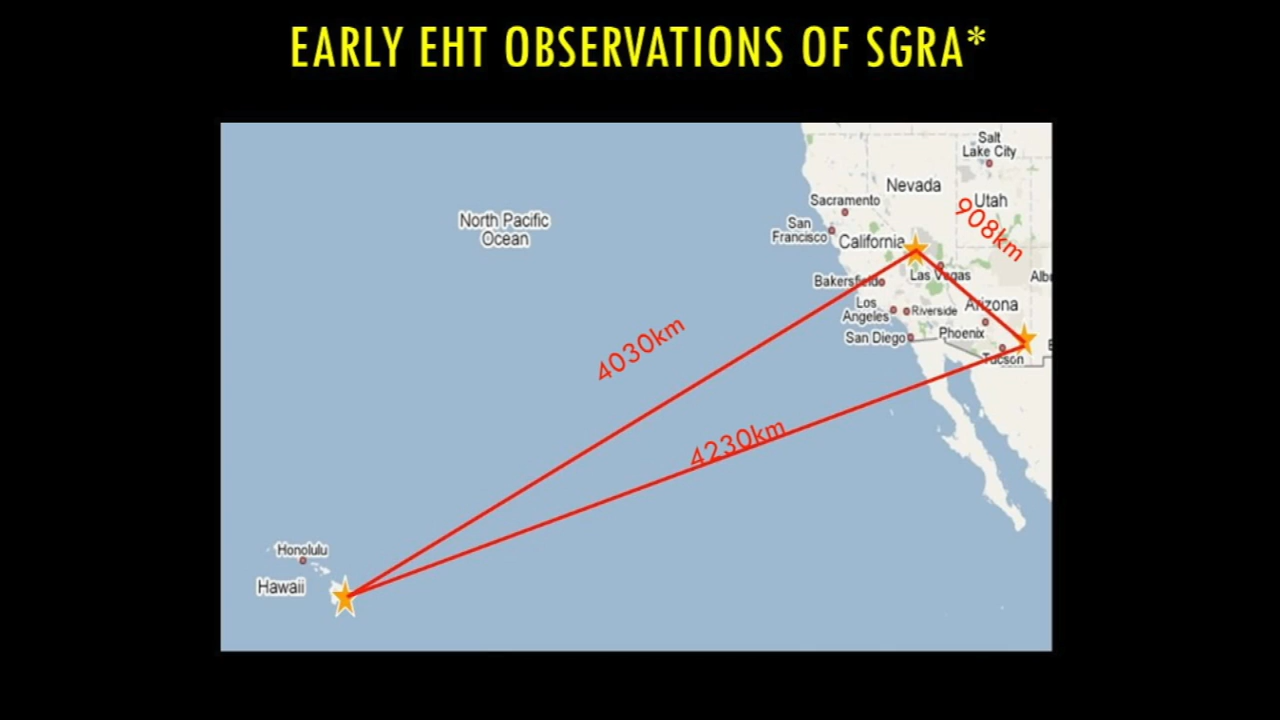 EARLY EHT OBSERVATIONS OF SGRA*
Salt
Lake City
Nevada
Utah
Sacramento
908km
San
Francisco
California
North Pacific
Ocean
Las Vegas
Bakersfield
Arizona
Los
Angeles
Riverside
Phoenix
San Diego
Tucson
4030km
4230km
Honolulu
Hawaii